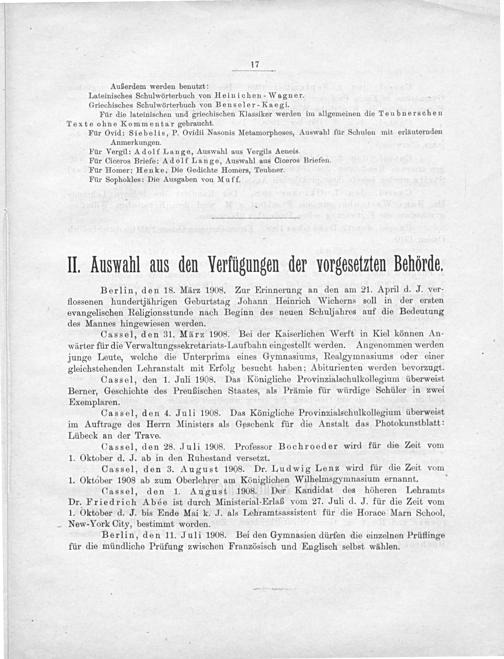 17
Außerdem werden benutzt:
Lateinisches Schulwörterbuch von Heinichen-Wagner.
Griechisches Schulwörterbuch von Benseler-Kaegi.
Für die lateinischen und griechischen Klassiker werden im allgemeinen die Teubnerschen
Texte ohne Kommentar gebraucht.
Für Ovid: Siebelis, P. Ovidii Nasonis Metamorphoses, Auswahl für Schulen mit erläuternden
Anmerkungen.
Für Vergil: Adolf Lange, Auswahl aus Vergils Aeneis.
Für Ciceros Briefe: Adolf Lange, Auswahl aus Ciceros Briefen.
Für Homer: Henke, Die Gedichte Homers, Teubner.
Für Sophokles: Die Ausgaben von Muff.
II. Auswahl aus den Verfügungen der vorgesetzten Behörde.
Berlin, den 18. März 1908. Zur Erinnerung an den am 21. April d. J. ver-
flossenen hundertjährigen Geburtstag Johann Heinrich Wicherns soll in der ersten
evangelischen Religionsstunde nach Beginn des neuen Schuljahres auf die Bedeutung
des Mannes hingewiesen werden.
Cassel, den 31. März 1908. Bei der Kaiserlichen Werft in Kiel können An-
wärter für die Verwaltungssekretariats-Laufbahn eingestellt werden. Angenommen werden
junge Leute, welche die Unterprima eines Gymnasiums, Realgymnasiums oder einer
gleichstehenden Lehranstalt mit Erfolg besucht haben; Abiturienten werden bevorzugt.
Cassel, den 1. Juli 1908. Das Königliche Provinzialschulkollegium überweist
Berner, Geschichte des Preußischen Staates, als Prämie für würdige Schüler in zwei
Exemplaren.
Cassel, den 4. Juli 1908. Das Königliche Provinzialschulkollegium überweist
im Auftrage des Herrn Ministers als Geschenk für die Anstalt das Photokunstblatt:
Lübeck an der Trave.
Cassel, den 28. Juli 1908. Professor Bochroeder wird für die Zeit vom
1. Oktober d. J. ab in den Ruhestand versetzt.
Cassel, den 3. August 1908. Dr. Ludwig Lenz wird für die Zeit vom
1. Oktober 1908 ab zum Oberlehrer am Königlichen Wilhelmsgymnasium ernannt.
Cassel, den 1. August 1908. Der Kandidat des höheren Lehramts
Dr. Friedrich Abée ist durch Ministerial-Erlaß vom 27. Juli d. J. für die Zeit vom
1. Oktober d. J. bis Ende Mai k. J. als Lehramtsassistent für die Horace Marn School,
New-York City, bestimmt worden.
Berlin, den 11. Juli 1908. Bei den Gymnasien dürfen die einzelnen Prüflinge
für die mündliche Prüfung zwischen Französisch und Englisch selbst wählen.